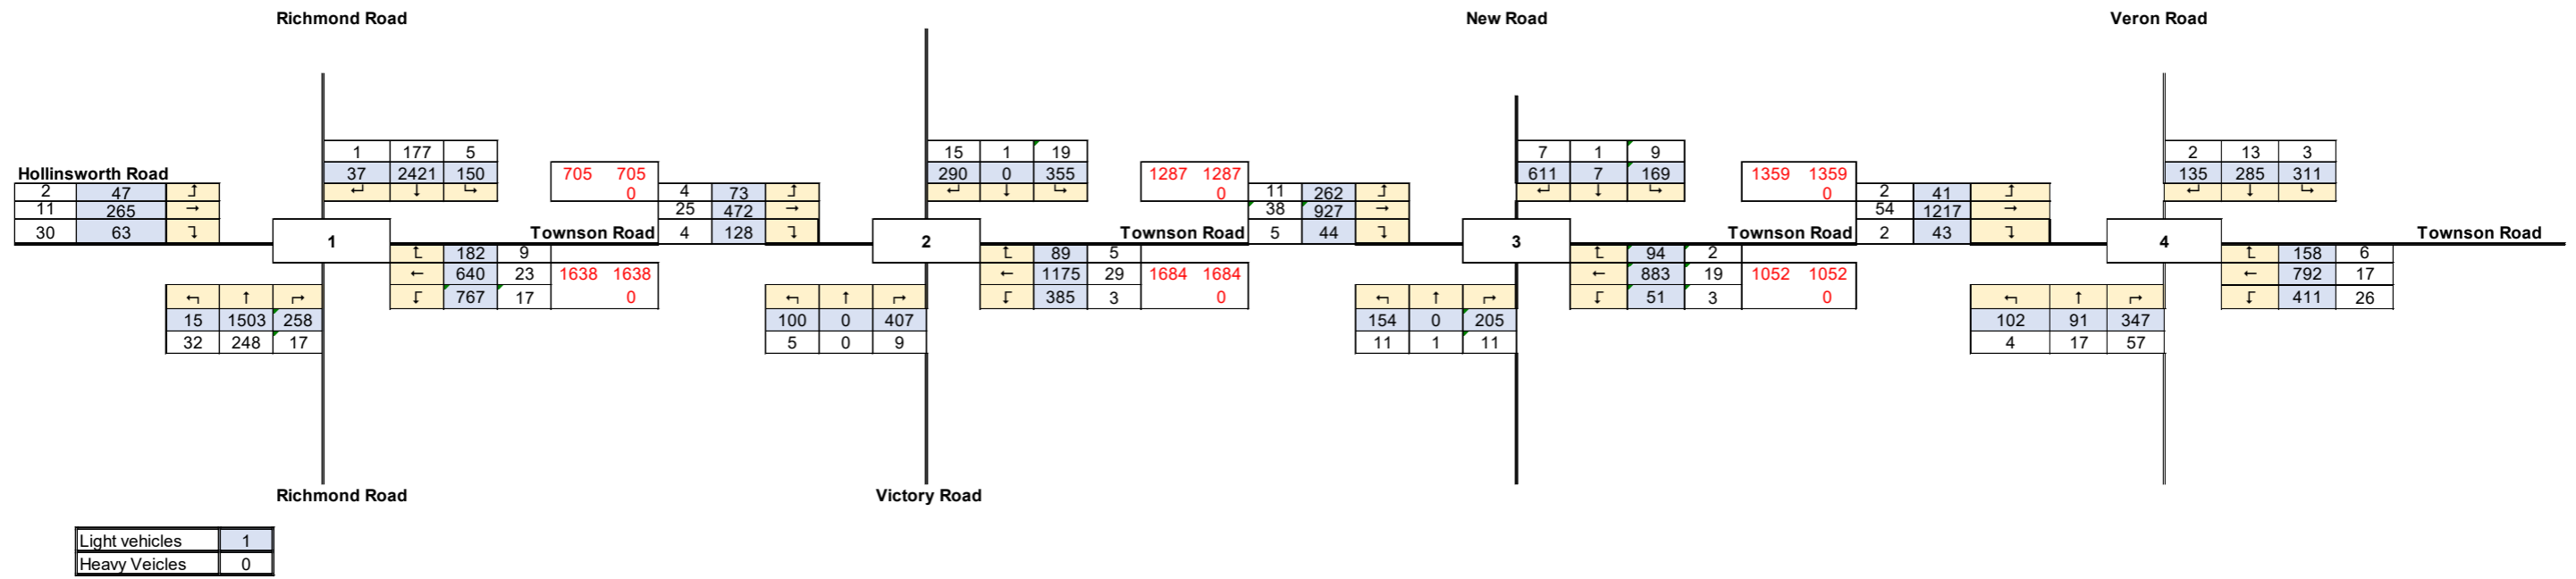 Richmond Road New Road Veron Road
1 177 5 15 1 19 7 1 9 2 13 3
Hollinsworth Road 37 2421 150 705 705 290 0 355 1287 1287 611 7 169 1359 1359 135 285 311
2 47 ⮥ ↵ ↓ ↳ 0 4 73 ⮥ ↵ ↓ ↳ 0 11 262 ⮥ ↵ ↓ ↳ 0 2 41 ⮥ ↵ ↓ ↳
11 265 → 25 472 → 38 927 → 54 1217 →
30 63 ⮧ 1 Townson Road 4 128 ⮧ 2 Townson Road 5 44 ⮧ 3 Townson Road 2 43 ⮧ 4 Townson Road
⮤ 182 9 ⮤ 89 5 ⮤ 94 2 ⮤ 158 6
← 640 23 1638 1638 ← 1175 29 1684 1684 ← 883 19 1052 1052 ← 792 17
↰ ↑ ↱ ⮦ 767 17 0 ↰ ↑ ↱ ⮦ 385 3 0 ↰ ↑ ↱ ⮦ 51 3 0 ↰ ↑ ↱ ⮦ 411 26
15 1503 258 100 0 407 154 0 205 102 91 347
32 248 17 5 0 9 11 1 11 4 17 57
Richmond Road Victory Road
Light vehicles 1
Heavy Veicles 0